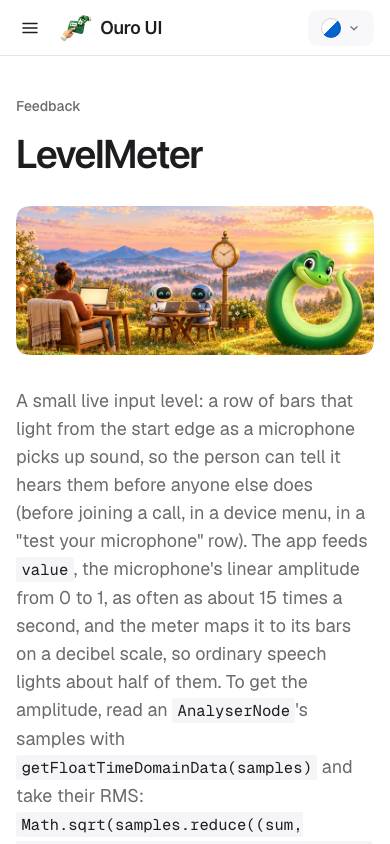 Ouro UI
Feedback
LevelMeter
A small live input level: a row of bars that
light from the start edge as a microphone
picks up sound, so the person can tell it
hears them before anyone else does
(before joining a call, in a device menu, in a
"test your microphone" row). The app feeds
value, the microphone's linear amplitude
from 0 to 1, as often as about 15 times a
second, and the meter maps it to its bars
on a decibel scale, so ordinary speech
lights about half of them. To get the
amplitude, read an AnalyserNode's
samples with
getFloatTimeDomainData(samples) and
take their RMS:
Math.sqrt(samples.reduce((sum,